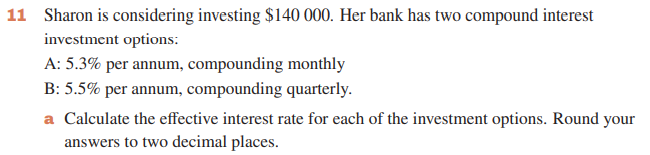 11 Sharon is considering investing $140 000. Her bank has two compound interest
investment options:
A: 5.3% per annum, compounding monthly
B: 5.5% per annum, compounding quarterly.
a Calculate the effective interest rate for each of the investment options. Round your
answers to two decimal places.